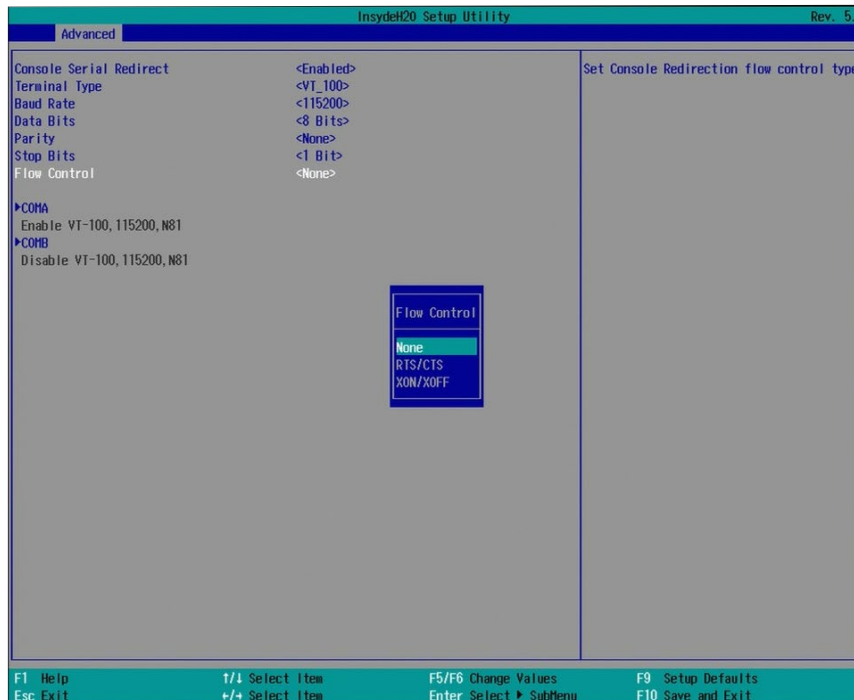 InsydeH20 Setup Utility Rev. 5.
Advanced
Console Serial Redirect <Enabled> Set Console Redirection flow control type
Terminal Type <VT_100>
Baud Rate <115200>
Data Bits <8 Bits>
Parity <None>
Stop Bits <1 Bit>
Flow Control <None>
►COMA
Enable VT-100,115200,N81
►COMB
Disable VT-100,115200,N81
Flow Control
None
RTS/CTS
XON/XOFF
F1 Help ↑/↓ Select Item F5/F6 Change Values F9 Setup Defaults
Esc Exit ←/→ Select Item Enter Select ► SubMenu F10 Save and Exit